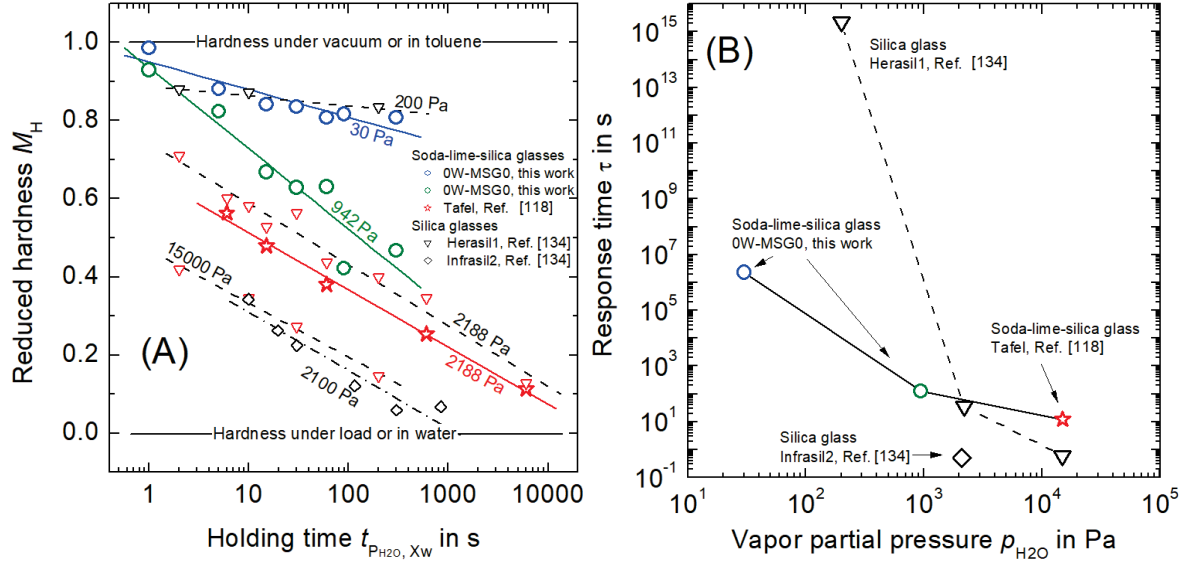 (A)
Reduced hardness M_H
1.0
0.8
0.6
0.4
0.2
0.0
Hardness under vacuum or in toluene
200 Pa
30 Pa
Soda-lime-silica glasses
0W-MSG0, this work
0W-MSG0, this work
Tafel, Ref. [118]
Silica glasses
Herasil1, Ref. [134]
Infrasil2, Ref. [134]
942 Pa
15000 Pa
2188 Pa
2188 Pa
2100 Pa
Hardness under load or in water
1 10 100 1000 10000
Holding time t_PH2O, Xw in s
(B)
Response time τ in s
10^15
10^13
10^11
10^9
10^7
10^5
10^3
10^1
10^-1
Silica glass
Herasil1, Ref. [134]
Soda-lime-silica glass
0W-MSG0, this work
Soda-lime-silica glass
Tafel, Ref. [118]
Silica glass
Infrasil2, Ref. [134]
10^1 10^2 10^3 10^4 10^5
Vapor partial pressure p_H2O in Pa